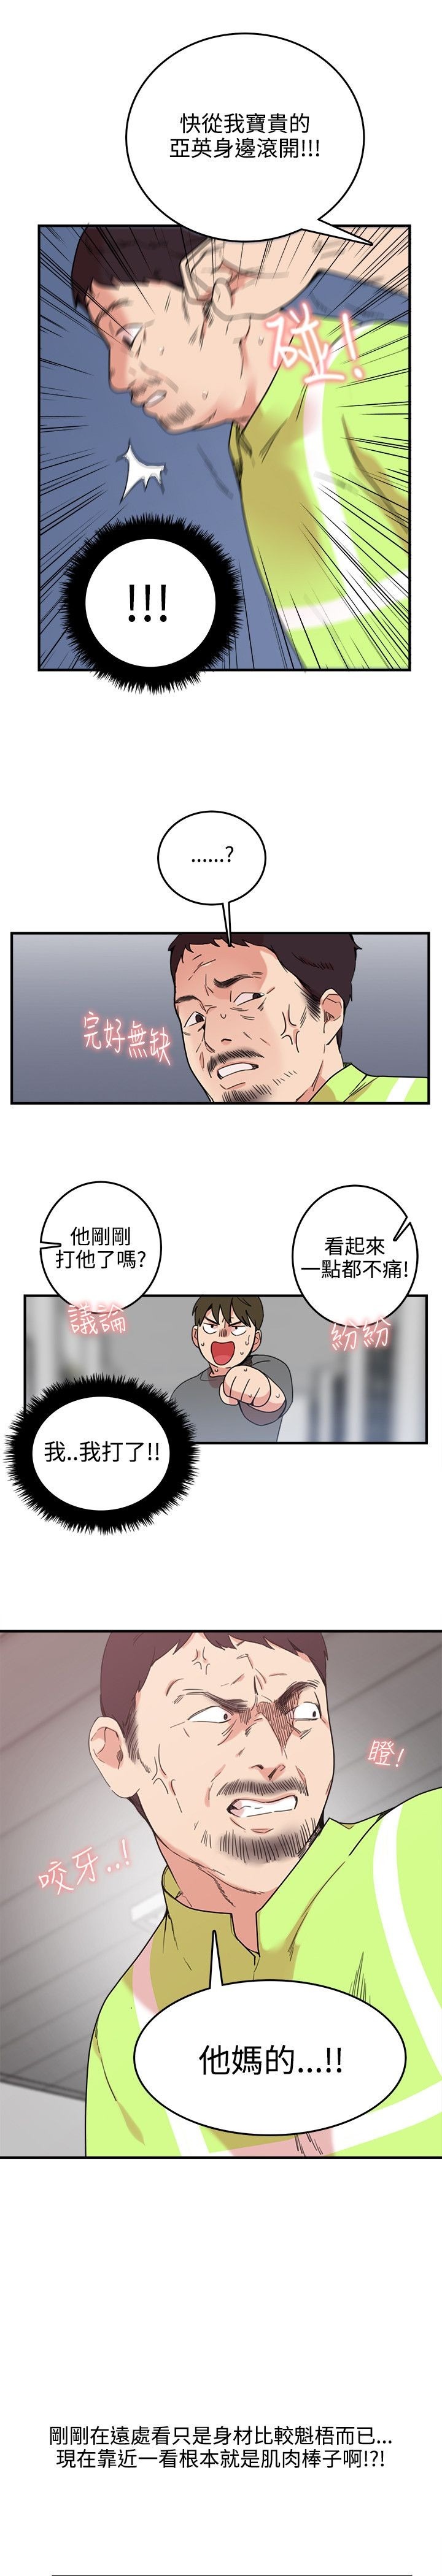 快從我寶貴的
亞英身邊滾開!!!
碰!
!!!
......?
完好無缺
他剛剛
打他了嗎?
看起來
一點都不痛!
議論
紛紛
我..我打了!!
瞪!
咬牙..!
他媽的...!!
剛剛在遠處看只是身材比較魁梧而已...
現在靠近一看根本就是肌肉棒子啊!?!